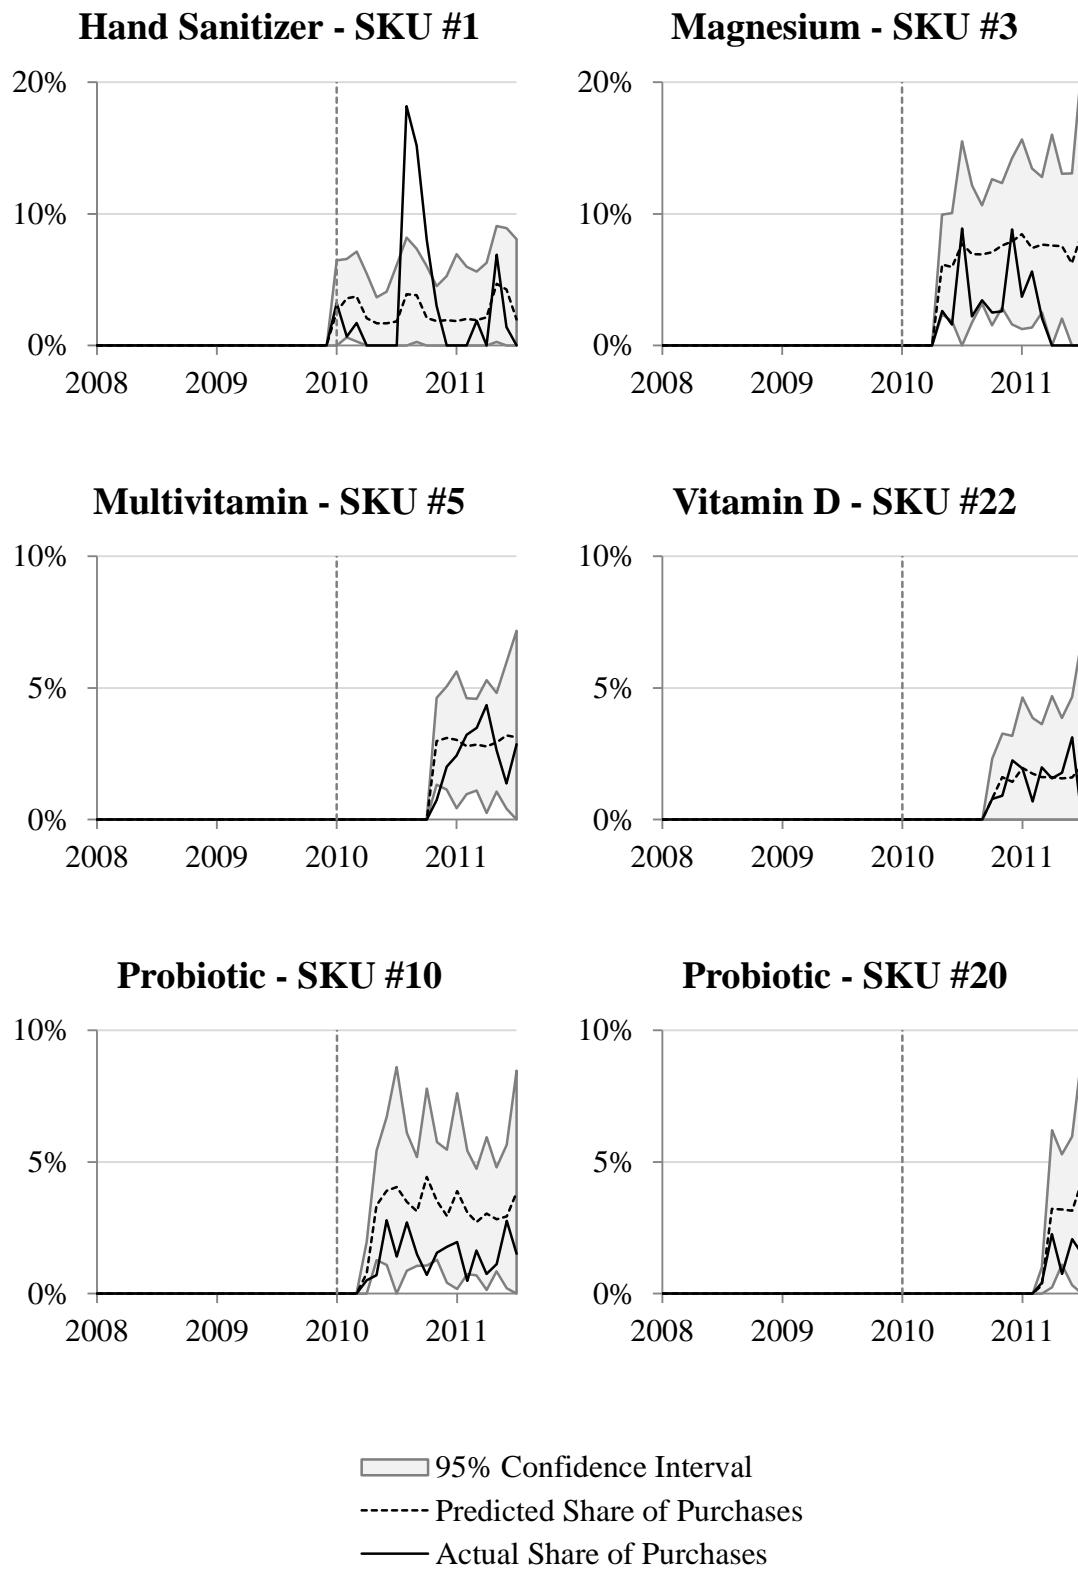 Hand Sanitizer - SKU #1
20%
10%
0%
2008 2009 2010 2011
Magnesium - SKU #3
20%
10%
0%
2008 2009 2010 2011
Multivitamin - SKU #5
10%
5%
0%
2008 2009 2010 2011
Vitamin D - SKU #22
10%
5%
0%
2008 2009 2010 2011
Probiotic - SKU #10
10%
5%
0%
2008 2009 2010 2011
Probiotic - SKU #20
10%
5%
0%
2008 2009 2010 2011
95% Confidence Interval
Predicted Share of Purchases
Actual Share of Purchases